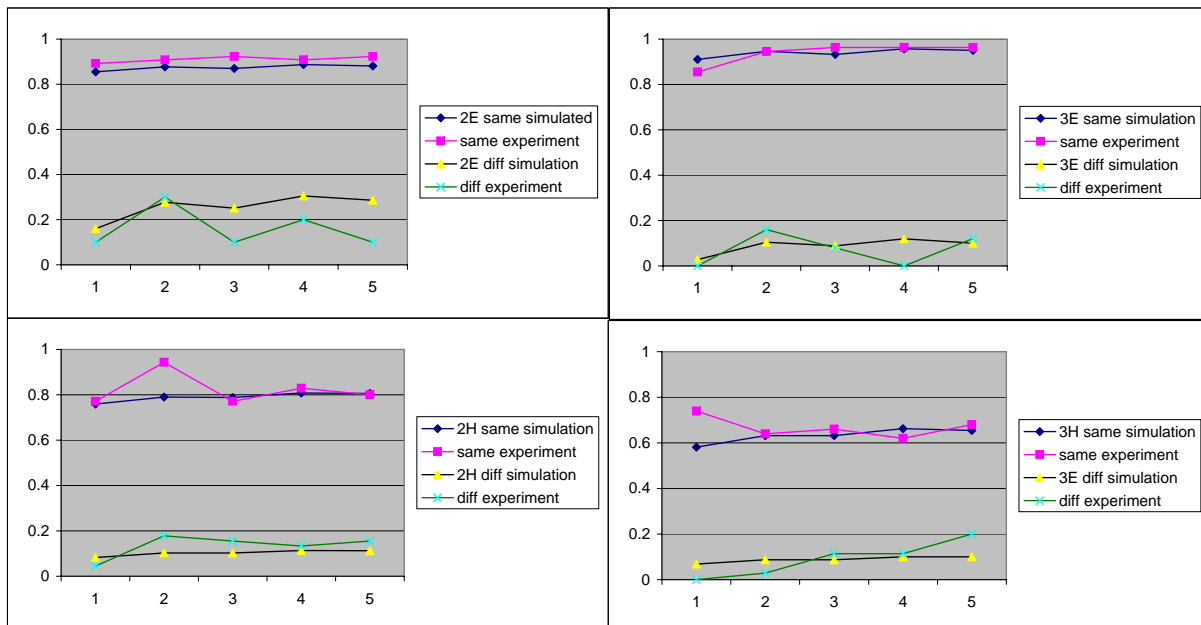 1
0.8
0.6
0.4
0.2
0
1 2 3 4 5
2E same simulated
same experiment
2E diff simulation
diff experiment
1
0.8
0.6
0.4
0.2
0
1 2 3 4 5
3E same simulation
same experiment
3E diff simulation
diff experiment
1
0.8
0.6
0.4
0.2
0
1 2 3 4 5
2H same simulation
same experiment
2H diff simulation
diff experiment
1
0.8
0.6
0.4
0.2
0
1 2 3 4 5
3H same simulation
same experiment
3E diff simulation
diff experiment